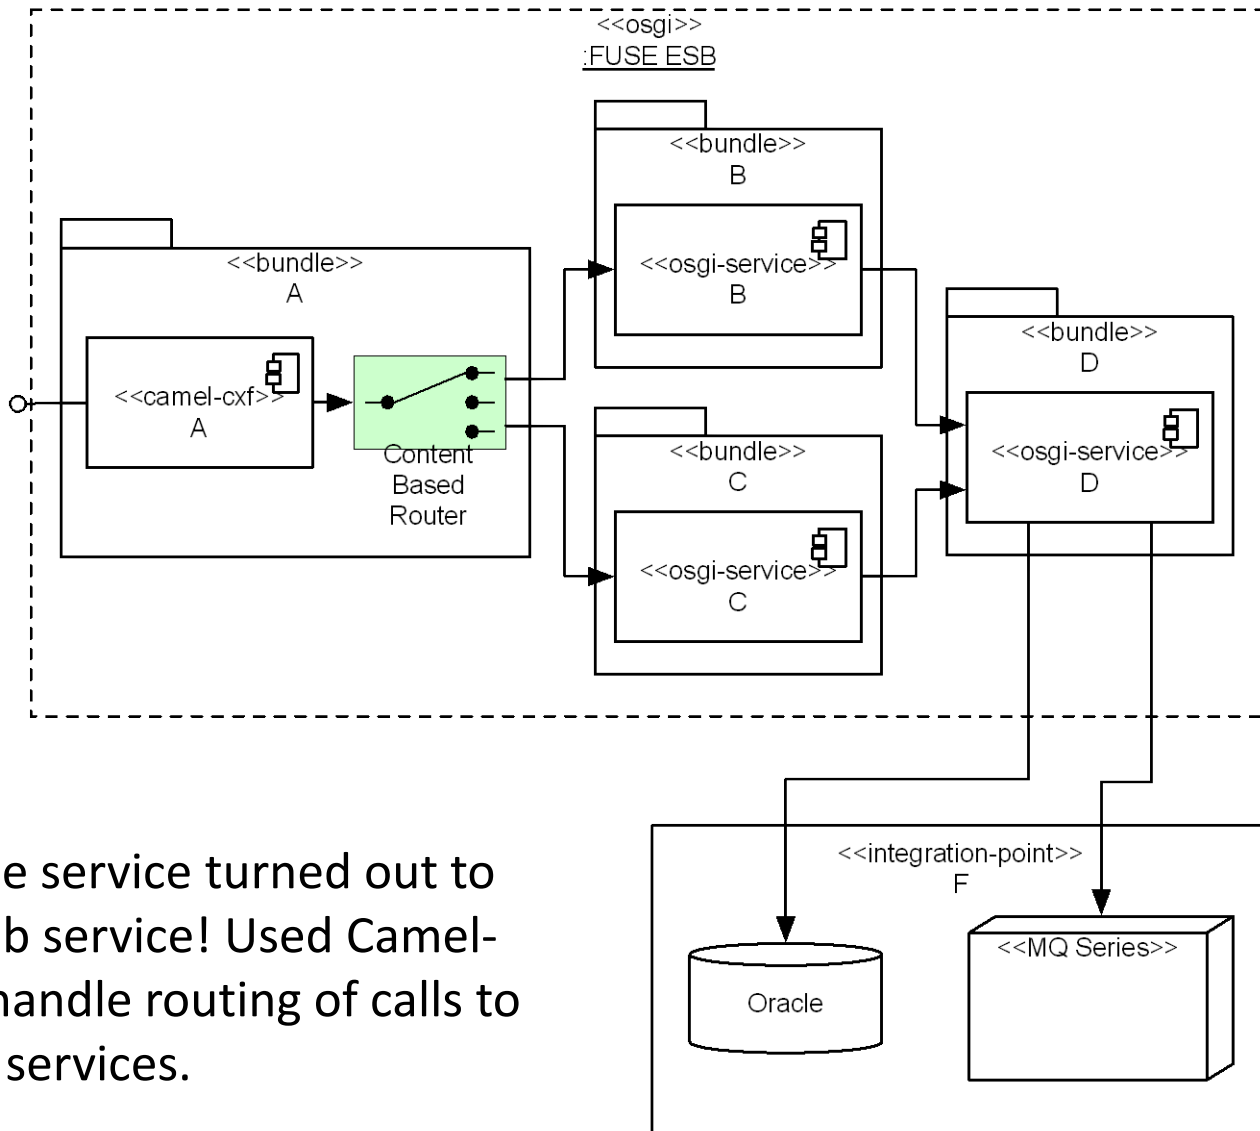 <<osgi>>
:FUSE ESB
<<bundle>>
A
<<camel-cxf>>
A
Content
Based
Router
<<bundle>>
B
<<osgi-service>>
B
<<bundle>>
C
<<osgi-service>>
C
<<bundle>>
D
<<osgi-service>>
D
<<integration-point>>
F
Oracle
<<MQ Series>>
e service turned out to
b service! Used Camel-
handle routing of calls to
services.